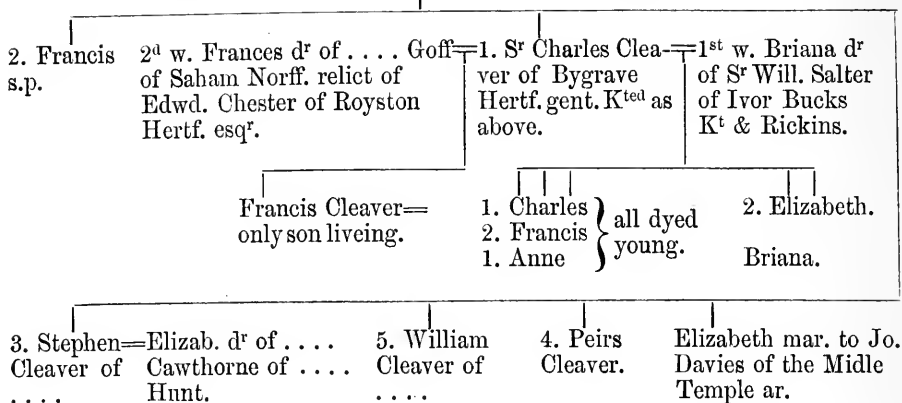 2. Francis
s.p.
2ᵈ w. Frances dʳ of . . . . Goff=
of Saham Norff. relict of
Edwd. Chester of Royston
Hertf. esqʳ.
1. Sʳ Charles Clea-
ver of Bygrave
Hertf. gent. Kᵗᵉᵈ as
above.
=1ˢᵗ w. Briana dʳ
of Sʳ Will. Salter
of Ivor Bucks
Kᵗ & Rickins.
Francis Cleaver=
only son liveing.
1. Charles
2. Francis
1. Anne
all dyed
young.
2. Elizabeth.
Briana.
3. Stephen=
Cleaver of
. . . .
Elizab. dʳ of . . . .
Cawthorne of . . . .
Hunt.
5. William
Cleaver of
. . . .
4. Peirs
Cleaver.
Elizabeth mar. to Jo.
Davies of the Midle
Temple ar.